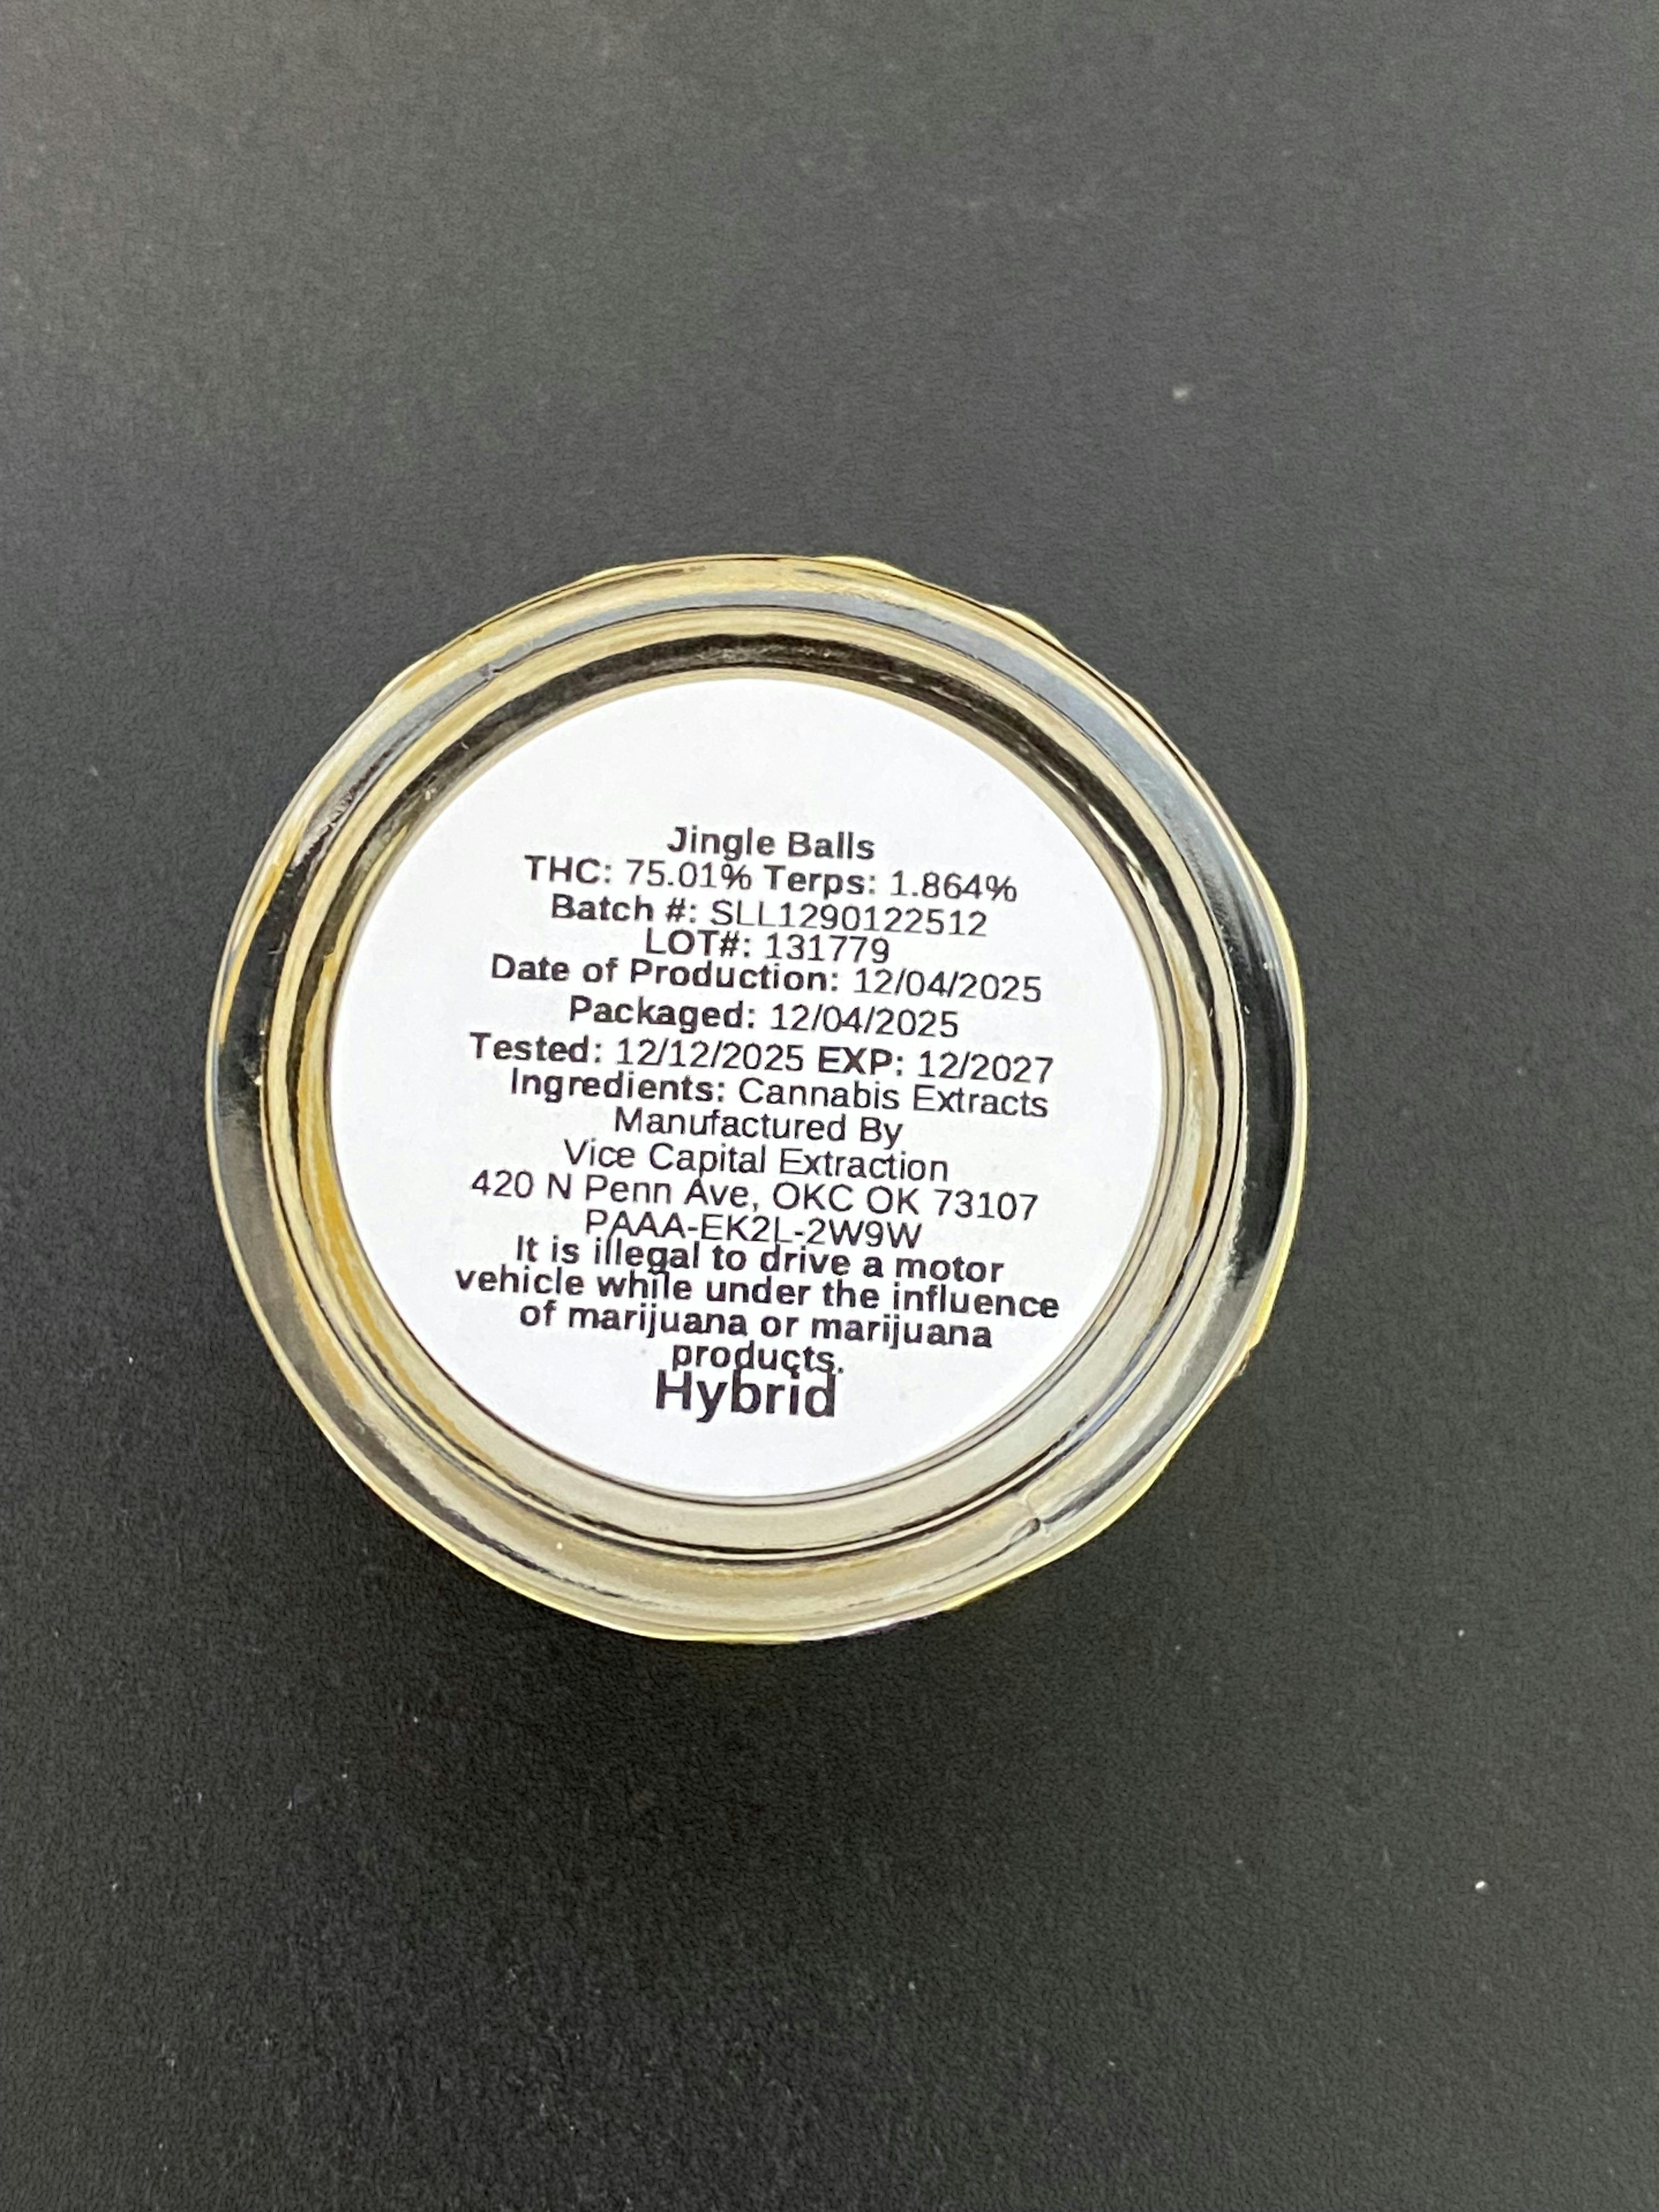 Jingle Balls
THC: 75.01% Terps: 1.864%
Batch #: SLL1290122512
LOT#: 131779
Date of Production: 12/04/2025
Packaged: 12/04/2025
Tested: 12/12/2025 EXP: 12/2027
Ingredients: Cannabis Extracts
Manufactured By
Vice Capital Extraction
420 N Penn Ave, OKC OK 73107
PAAA-EK2L-2W9W
It is illegal to drive a motor
vehicle while under the influence
of marijuana or marijuana
products.
Hybrid